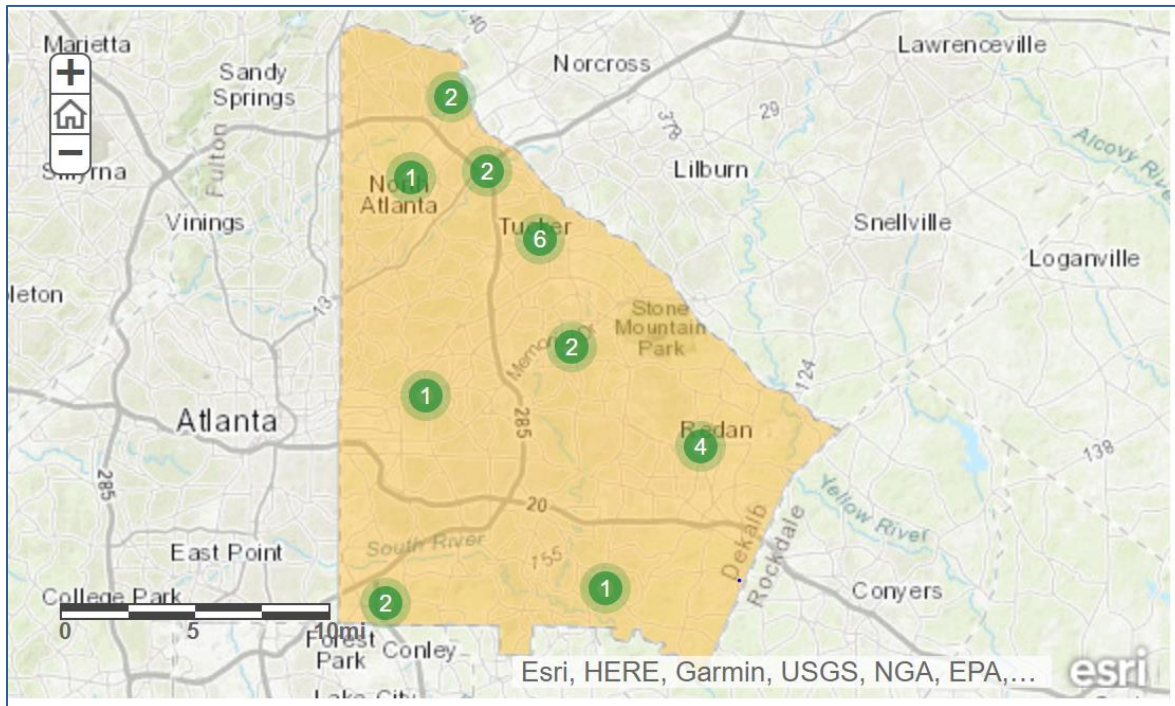 Marietta
40
Lawrenceville
Norcross
Sandy
Springs
+
2
29
378
Alcovy
−
Fulton
Lilburn
1
2
North
Atlanta
Vinings
Tucker
6
Snellville
Loganville
13
Stone
Mountain
Park
2
Memorial Dr
124
1
Atlanta
285
Redan
4
138
285
20
Yellow River
East Point
South River
155
Dekalb
Rockdale
College Park
2
1
Conyers
0 5 10mi
Forest
Park
Conley
Lake City
Esri, HERE, Garmin, USGS, NGA, EPA,...
esri